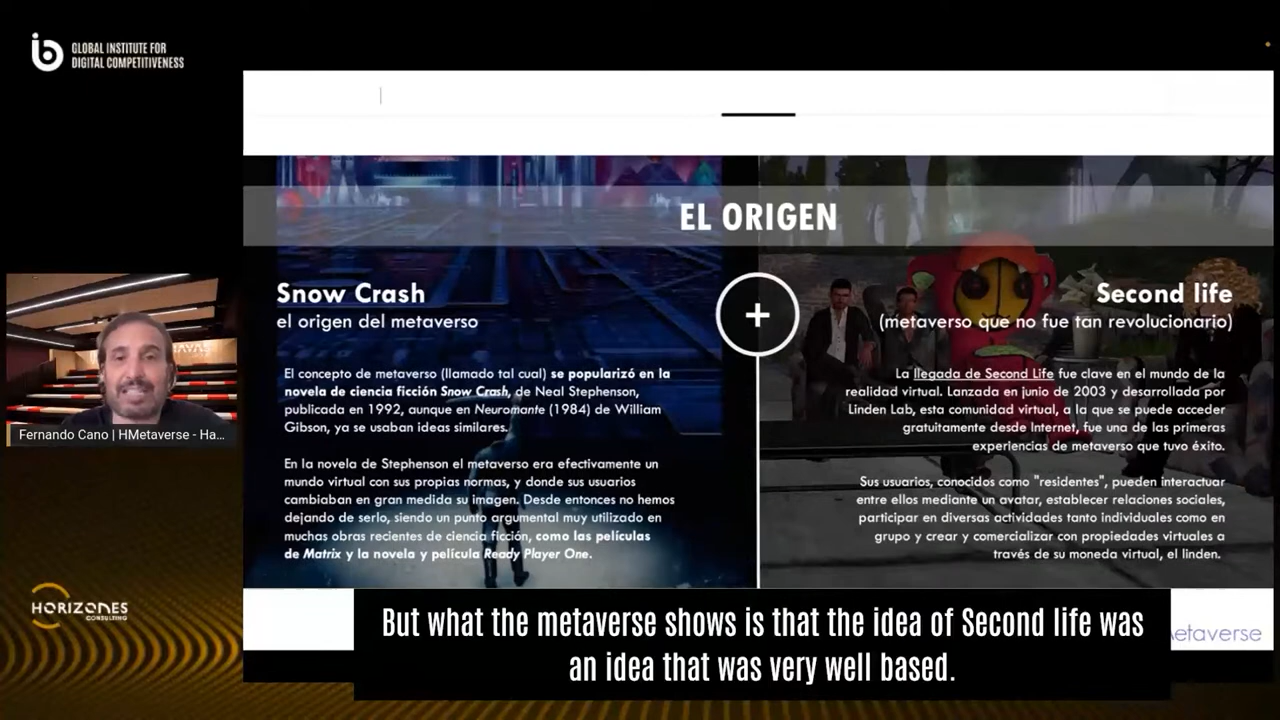 GLOBAL INSTITUTE FOR
DIGITAL COMPETITIVENESS
EL ORIGEN
Snow Crash
el origen del metaverso
El concepto de metaverso (llamado tal cual) se popularizó en la
novela de ciencia ficción Snow Crash, de Neal Stephenson,
publicada en 1992, aunque en Neuromante (1984) de William
Gibson, ya se usaban ideas similares.
En la novela de Stephenson el metaverso era efectivamente un
mundo virtual con sus propias normas, y donde sus usuarios
cambiaban en gran medida su imagen. Desde entonces no hemos
dejando de serlo, siendo un punto argumental muy utilizado en
muchas obras recientes de ciencia ficción, como las películas
de Matrix y la novela y película Ready Player One.
+
Second life
(metaverso que no fue tan revolucionario)
La llegada de Second Life fue clave en el mundo de la
realidad virtual. Lanzada en junio de 2003 y desarrollada por
Linden Lab, esta comunidad virtual, a la que se puede acceder
gratuitamente desde Internet, fue una de las primeras
experiencias de metaverso que tuvo éxito.
Sus usuarios, conocidos como "residentes", pueden interactuar
entre ellos mediante un avatar, establecer relaciones sociales,
participar en diversas actividades tanto individuales como en
grupo y crear y comercializar con propiedades virtuales a
través de su moneda virtual, el linden.
Fernando Cano | HMetaverse - Ha...
HORIZONES
CONSULTING
etaverse
But what the metaverse shows is that the idea of Second life was
an idea that was very well based.